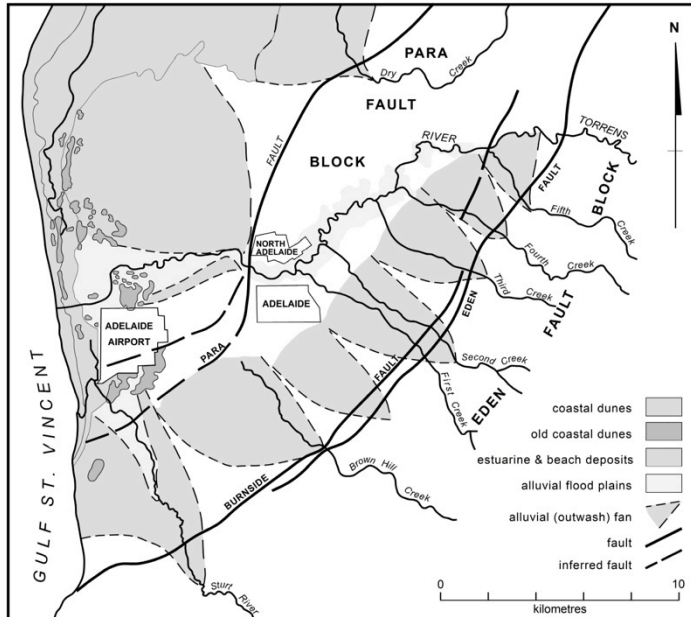 PARA
N
Dry
Creek
FAULT
FAULT
TORRENS
RIVER
BLOCK
BLOCK
FAULT
Fifth
Creek
NORTH
ADELAIDE
Fourth
Creek
ADELAIDE
Third
Creek
EDEN
FAULT
ADELAIDE
AIRPORT
PARA
FAULT
Second Creek
First Creek
EDEN
GULF ST. VINCENT
BURNSIDE
Brown Hill
Creek
Sturt
River
coastal dunes
old coastal dunes
estuarine & beach deposits
alluvial flood plains
alluvial (outwash) fan
fault
inferred fault
0 10
kilometres